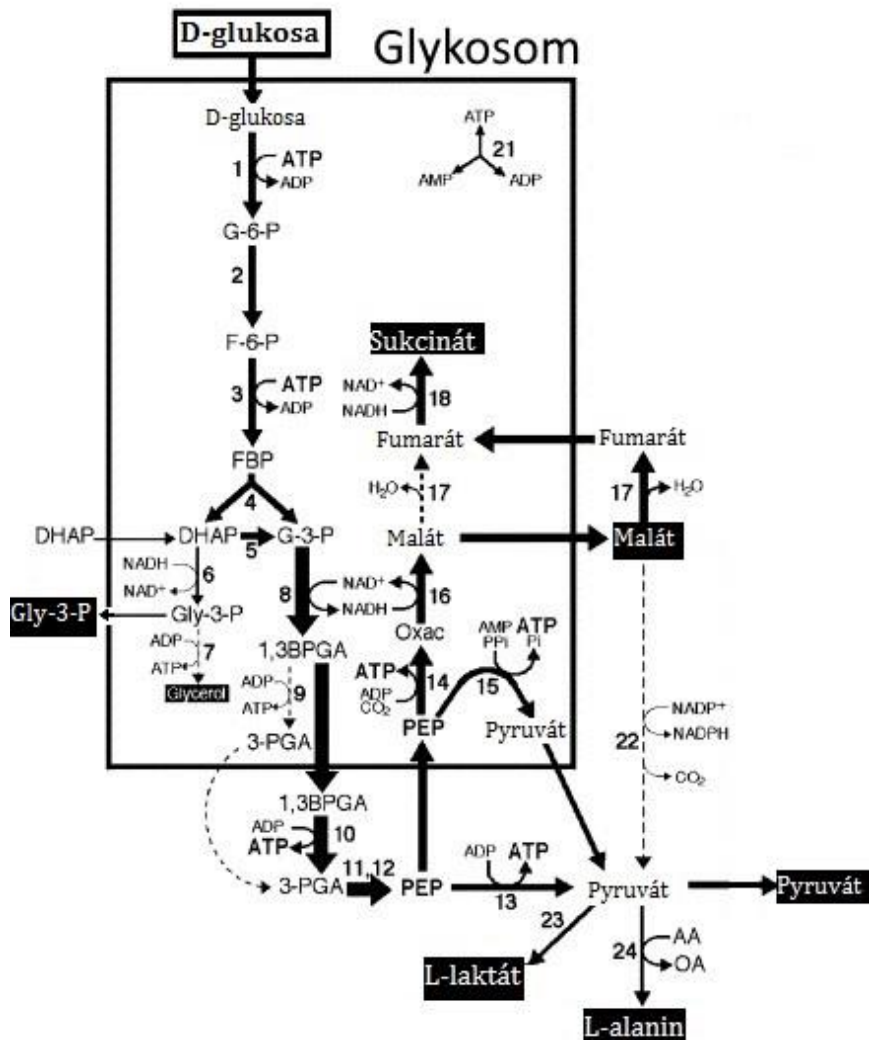 D-glukosa
Glykosom
D-glukosa
ATP
21
AMP
ADP
1
ATP
ADP
G-6-P
2
F-6-P
3
ATP
ADP
FBP
4
DHAP
DHAP
5
G-3-P
NADH
NAD+
6
Gly-3-P
Gly-3-P
ADP
ATP
7
Glycerol
8
NAD+
NADH
16
1,3BPGA
ADP
ATP
9
3-PGA
Sukcinát
NAD+
NADH
18
Fumarát
Fumarát
H2O
17
17
H2O
Malát
Malát
Oxac
ATP
ADP
CO2
14
AMP
PPi
ATP
Pi
15
PEP
Pyruvát
22
NADP+
NADPH
CO2
1,3BPGA
ADP
ATP
10
3-PGA
11,12
PEP
ADP
ATP
13
Pyruvát
Pyruvát
23
L-laktát
24
AA
OA
L-alanin